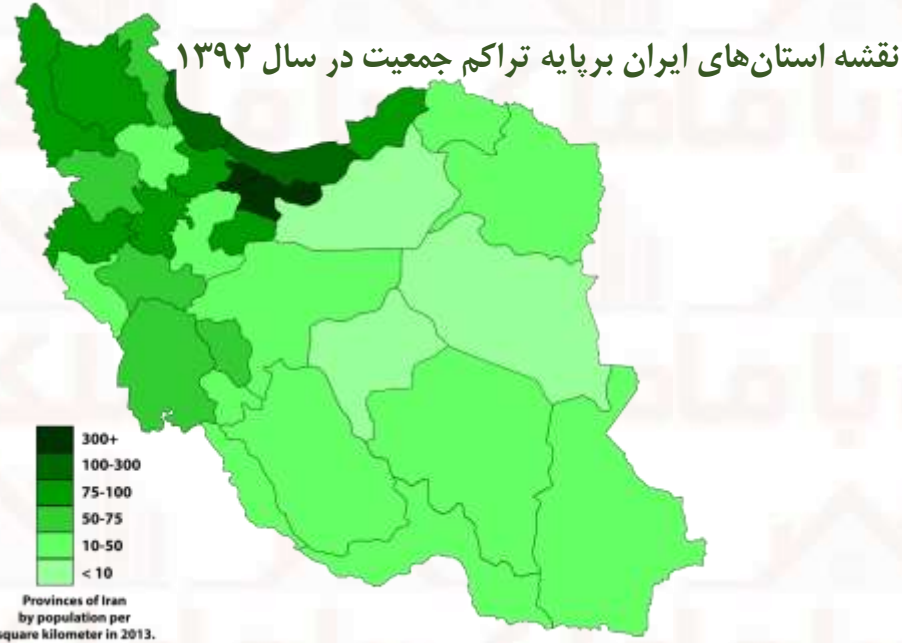 نقشه استان‌های ایران برپایه تراکم جمعیت در سال ۱۳۹۲
300+
100-300
75-100
50-75
10-50
< 10
Provinces of Iran
by population per
square kilometer in 2013.